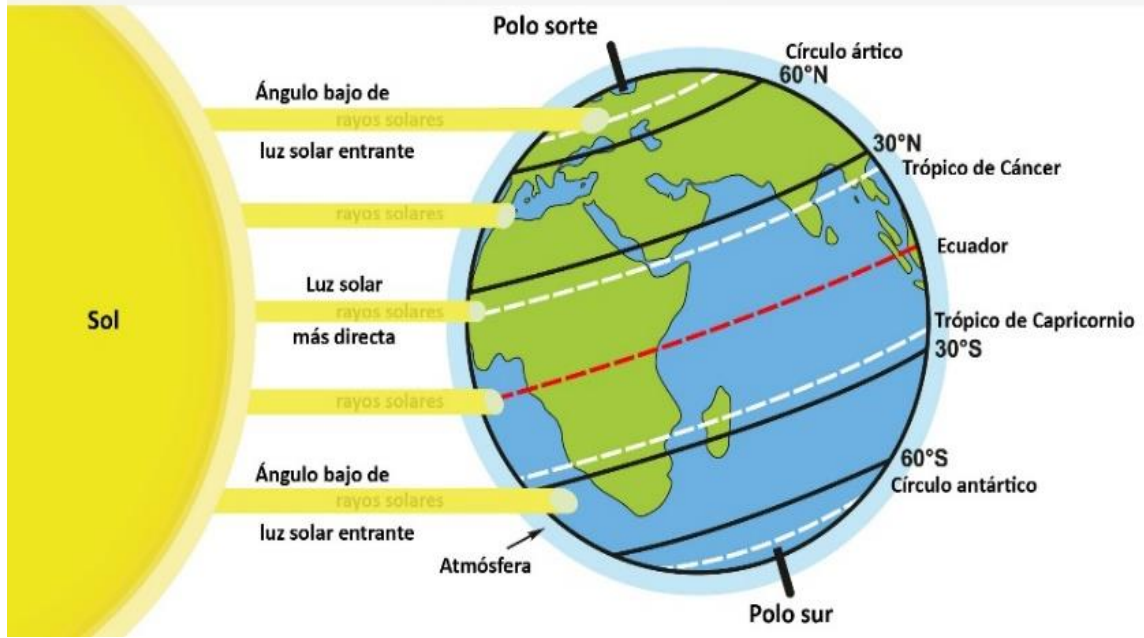 Polo sorte
Círculo ártico
60°N
Ángulo bajo de
rayos solares
luz solar entrante
30°N
Trópico de Cáncer
rayos solares
Ecuador
Luz solar
rayos solares
más directa
Sol
Trópico de Capricornio
30°S
rayos solares
60°S
Círculo antártico
Ángulo bajo de
rayos solares
luz solar entrante
Atmósfera
Polo sur